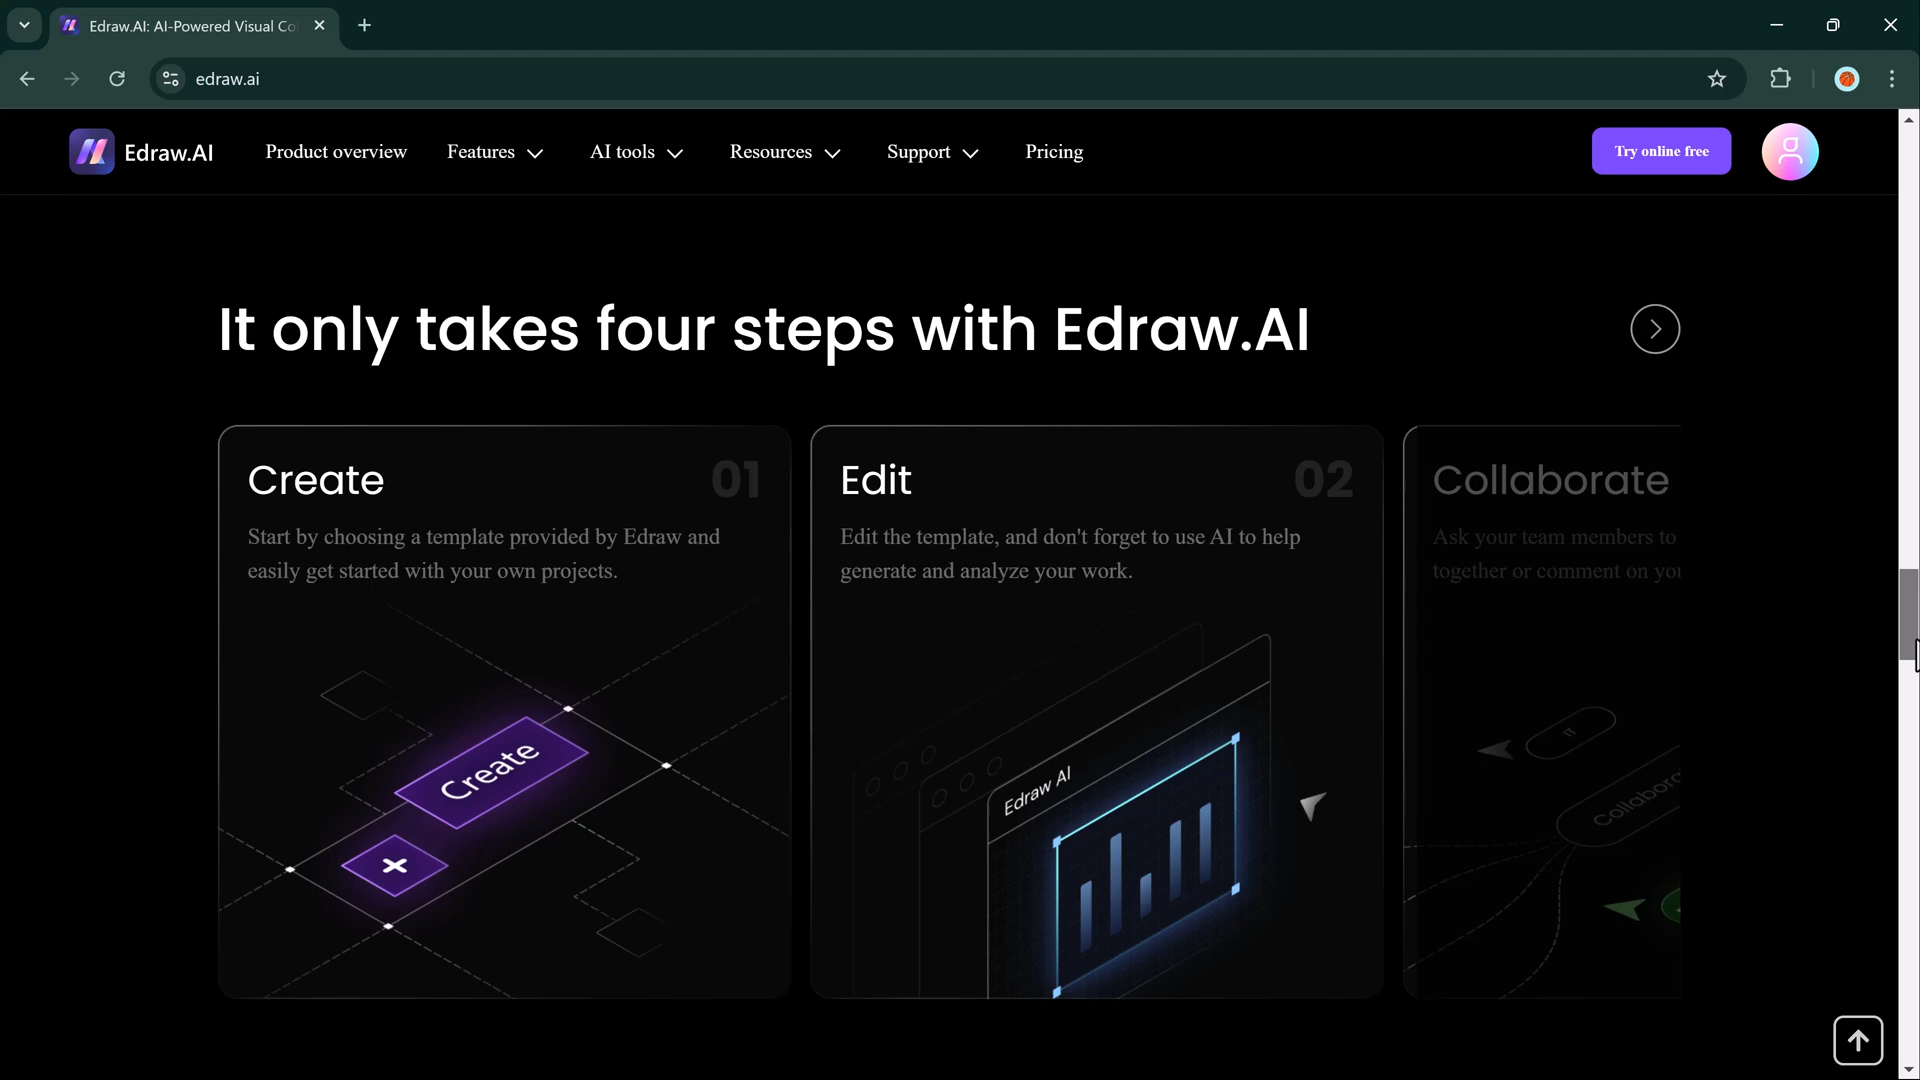 Edraw.AI: AI-Powered Visual Co
edraw.ai
Edraw.AI
Product overview
Features
AI tools
Resources
Support
Pricing
Try online free
It only takes four steps with Edraw.AI
Create
01
Start by choosing a template provided by Edraw and
easily get started with your own projects.
Create
Edit
02
Edit the template, and don't forget to use AI to help
generate and analyze your work.
Edraw AI
Collaborate
Ask your team members to
together or comment on you
IT
Collabora